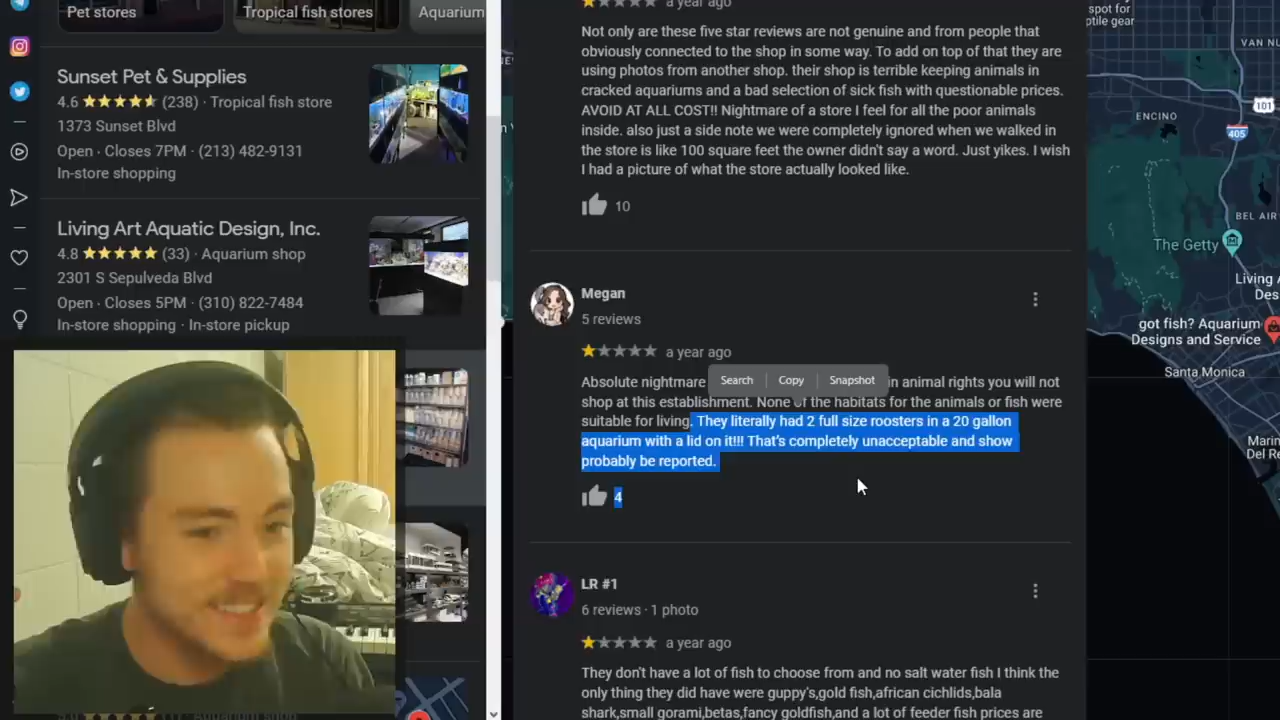 Pet stores
Tropical fish stores
Aquarium
Sunset Pet & Supplies
4.6 (238) · Tropical fish store
1373 Sunset Blvd
Open · Closes 7PM · (213) 482-9131
In-store shopping
Living Art Aquatic Design, Inc.
4.8 (33) · Aquarium shop
2301 S Sepulveda Blvd
Open · Closes 5PM · (310) 822-7484
In-store shopping · In-store pickup
a year ago
Not only are these five star reviews are not genuine and from people that
obviously connected to the shop in some way. To add on top of that they are
using photos from another shop. their shop is terrible keeping animals in
cracked aquariums and a bad selection of sick fish with questionable prices.
AVOID AT ALL COST!! Nightmare of a store I feel for all the poor animals
inside. also just a side note we were completely ignored when we walked in
the store is like 100 square feet the owner didn't say a word. Just yikes. I wish
I had a picture of what the store actually looked like.
10
Megan
5 reviews
a year ago
Search Copy Snapshot
Absolute nightmare in animal rights you will not
shop at this establishment. None of the habitats for the animals or fish were
suitable for living. They literally had 2 full size roosters in a 20 gallon
aquarium with a lid on it!!! That's completely unacceptable and show
probably be reported.
4
LR #1
6 reviews · 1 photo
a year ago
They don't have a lot of fish to choose from and no salt water fish I think the
only thing they did have were guppy's,gold fish,african cichlids,bala
shark,small gorami,betas,fancy goldfish,and a lot of feeder fish prices are
spot for
ptile gear
VAN NU
101
ENCINO
405
BEL AIR
The Getty
Living A
Des
got fish? Aquarium
Designs and Service
Santa Monica
Marin
Del Re